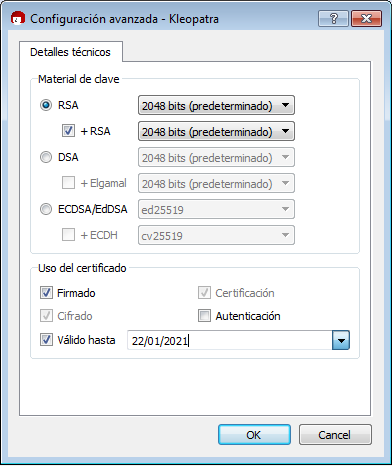 Configuración avanzada - Kleopatra
Detalles técnicos
Material de clave
RSA 2048 bits (predeterminado)
+ RSA 2048 bits (predeterminado)
DSA 2048 bits (predeterminado)
+ Elgamal 2048 bits (predeterminado)
ECDSA/EdDSA ed25519
+ ECDH cv25519
Uso del certificado
Firmado Certificación
Cifrado Autenticación
Válido hasta 22/01/2021
OK Cancel